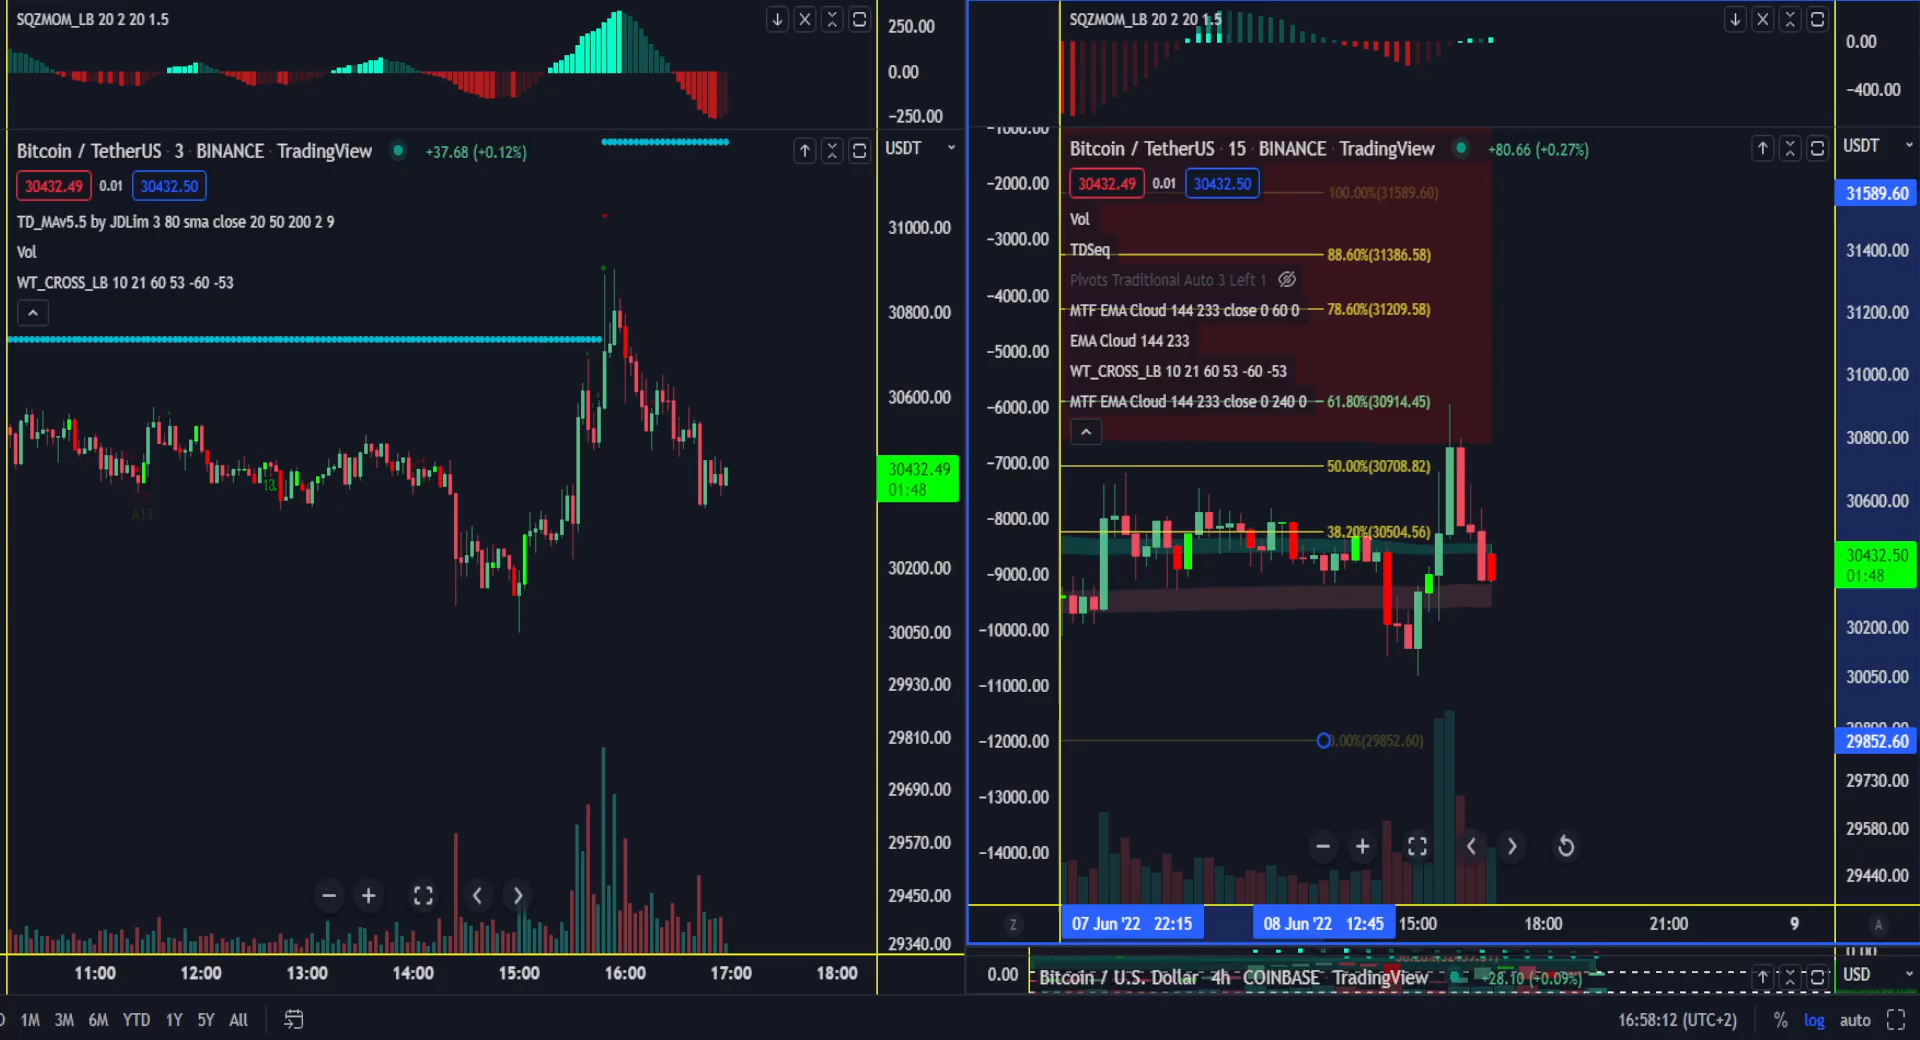 SQZMOM_LB 20 2 20 1.5
250.00
0.00
-250.00
Bitcoin / TetherUS · 3 · BINANCE · TradingView
+37.68 (+0.12%)
USDT
30432.49
0.01
30432.50
TD_MAv5.5 by JDLim 3 80 sma close 20 50 200 2 9
Vol
WT_CROSS_LB 10 21 60 53 -60 -53
31000.00
30800.00
30600.00
30432.49
01:48
30200.00
30050.00
29930.00
29810.00
29690.00
29570.00
29450.00
29340.00
A13
13
11:00
12:00
13:00
14:00
15:00
16:00
17:00
18:00
SQZMOM_LB 20 2 20 1.5
0.00
-400.00
Bitcoin / TetherUS · 15 · BINANCE · TradingView
+80.66 (+0.27%)
USDT
30432.49
0.01
30432.50
Vol
TDSeq
Pivots Traditional Auto 3 Left 1
MTF EMA Cloud 144 233 close 0 60 0
EMA Cloud 144 233
WT_CROSS_LB 10 21 60 53 -60 -53
MTF EMA Cloud 144 233 close 0 240 0
-1000.00
-2000.00
-3000.00
-4000.00
-5000.00
-6000.00
-7000.00
-8000.00
-9000.00
-10000.00
-11000.00
-12000.00
-13000.00
-14000.00
100.00%(31589.60)
88.60%(31386.58)
78.60%(31209.58)
61.80%(30914.45)
50.00%(30708.82)
38.20%(30504.56)
0.00%(29852.60)
31589.60
31400.00
31200.00
31000.00
30800.00
30600.00
30432.50
01:48
30200.00
30050.00
29852.60
29730.00
29580.00
29440.00
Z
07 Jun '22 22:15
08 Jun '22 12:45
15:00
18:00
21:00
9
A
0.00
Bitcoin / U.S. Dollar · 4h · COINBASE · TradingView
+28.10 (+0.09%)
USD
1M
3M
6M
YTD
1Y
5Y
All
16:58:12 (UTC+2)
%
log
auto